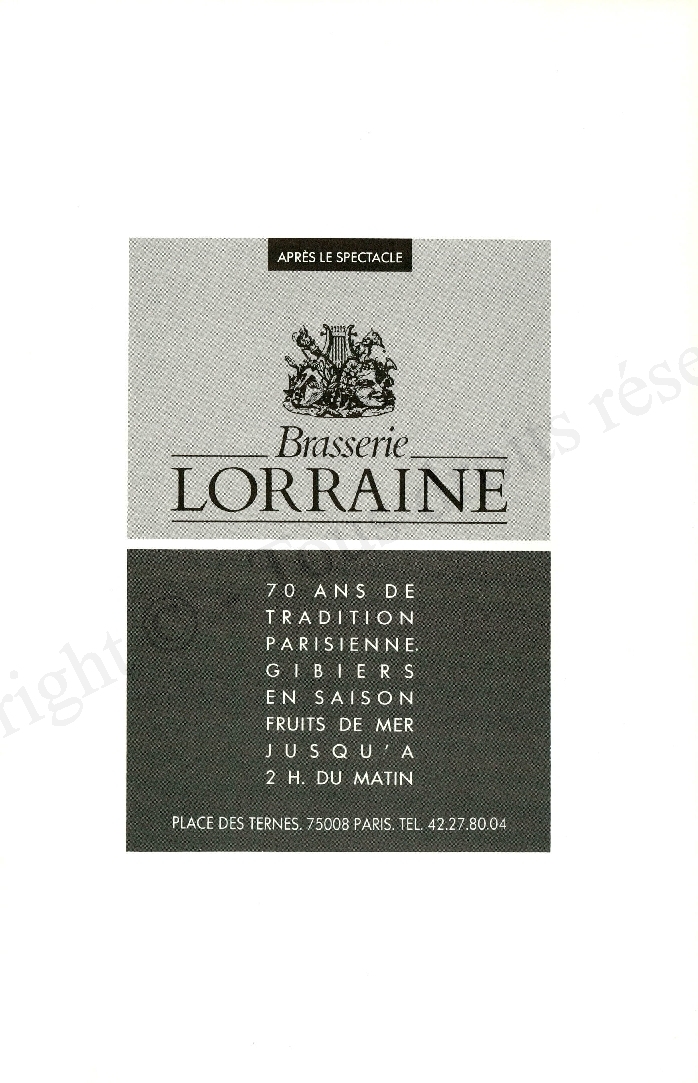 APRÈS LE SPECTACLE
Brasserie
LORRAINE
70 ANS DE
TRADITION
PARISIENNE.
GIBIERS
EN SAISON
FRUITS DE MER
JUSQU'A
2 H. DU MATIN
PLACE DES TERNES. 75008 PARIS. TEL. 42.27.80.04